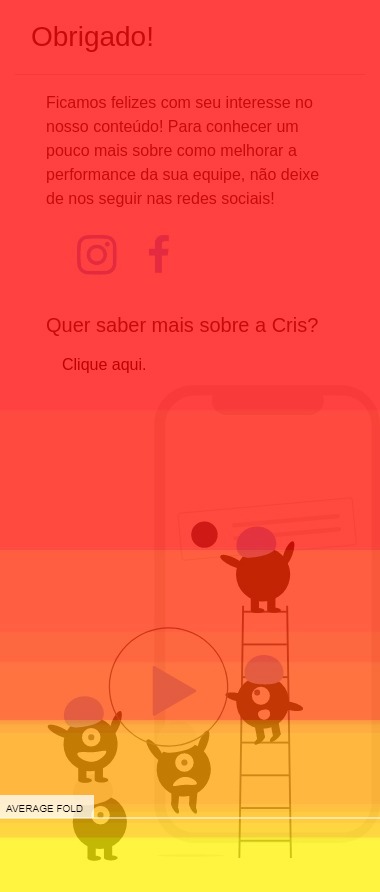 Obrigado!
Ficamos felizes com seu interesse no
nosso conteúdo! Para conhecer um
pouco mais sobre como melhorar a
performance da sua equipe, não deixe
de nos seguir nas redes sociais!
Quer saber mais sobre a Cris?
Clique aqui.
AVERAGE FOLD